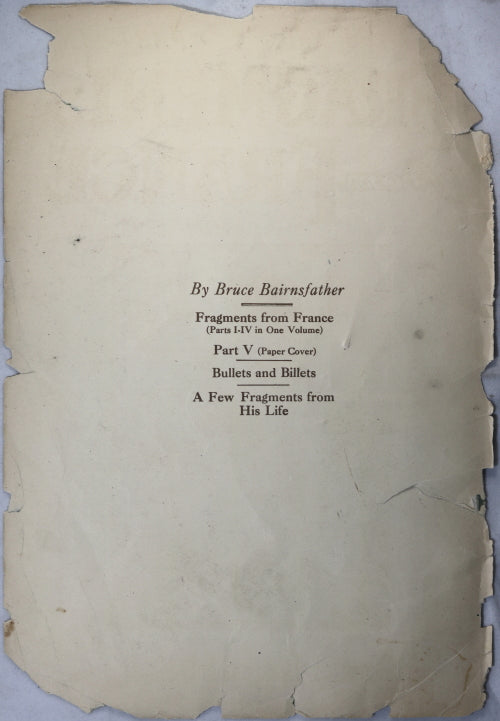 By Bruce Bairnsfather
Fragments from France
(Parts I-IV in One Volume)
Part V (Paper Cover)
Bullets and Billets
A Few Fragments from
His Life